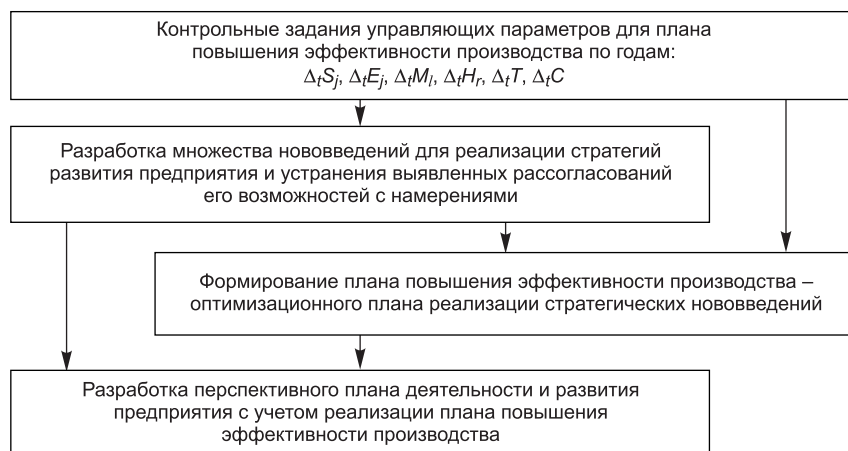 Контрольные задания управляющих параметров для плана
повышения эффективности производства по годам:
ΔₜSⱼ, ΔₜEⱼ, ΔₜMₗ, ΔₜHᵣ, ΔₜT, ΔₜC
Разработка множества нововведений для реализации стратегий
развития предприятия и устранения выявленных рассогласований
его возможностей с намерениями
Формирование плана повышения эффективности производства –
оптимизационного плана реализации стратегических нововведений
Разработка перспективного плана деятельности и развития
предприятия с учетом реализации плана повышения
эффективности производства